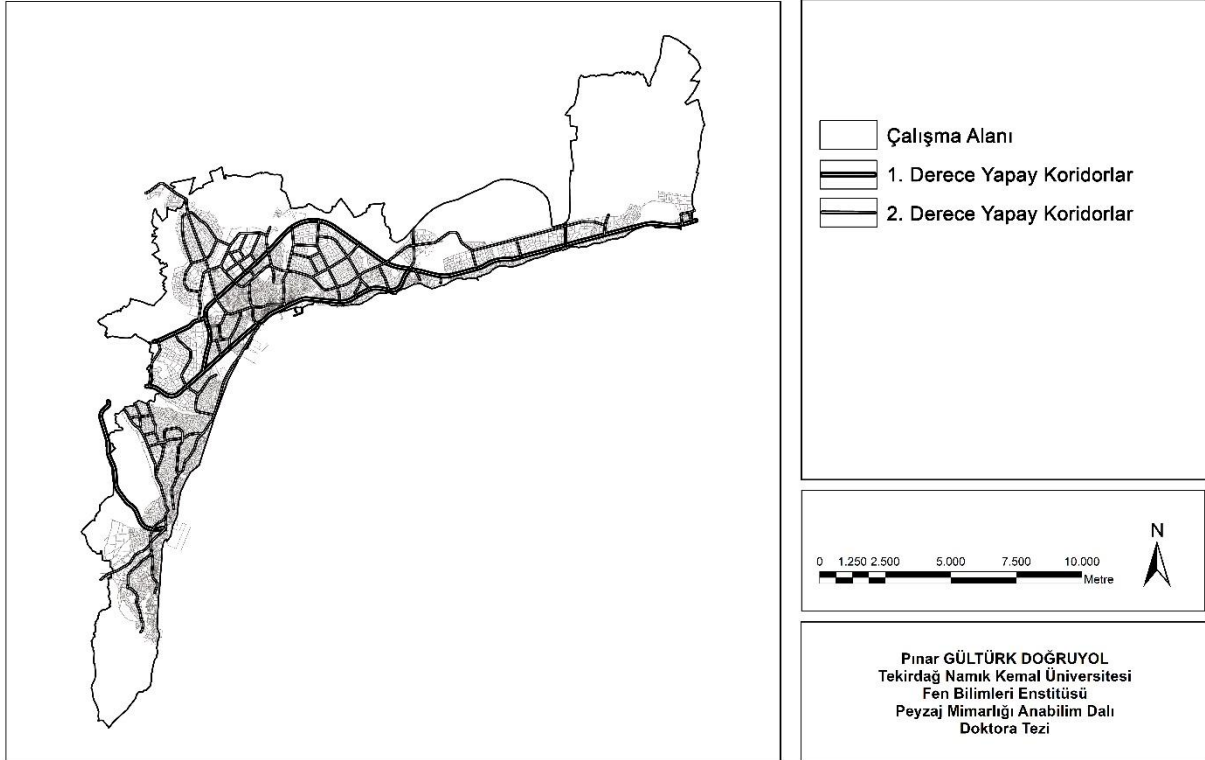 Çalışma Alanı
1. Derece Yapay Koridorlar
2. Derece Yapay Koridorlar
N
0 1.250 2.500 5.000 7.500 10.000
Metre
Pınar GÜLTÜRK DOĞRUYOL
Tekirdağ Namık Kemal Üniversitesi
Fen Bilimleri Enstitüsü
Peyzaj Mimarlığı Anabilim Dalı
Doktora Tezi